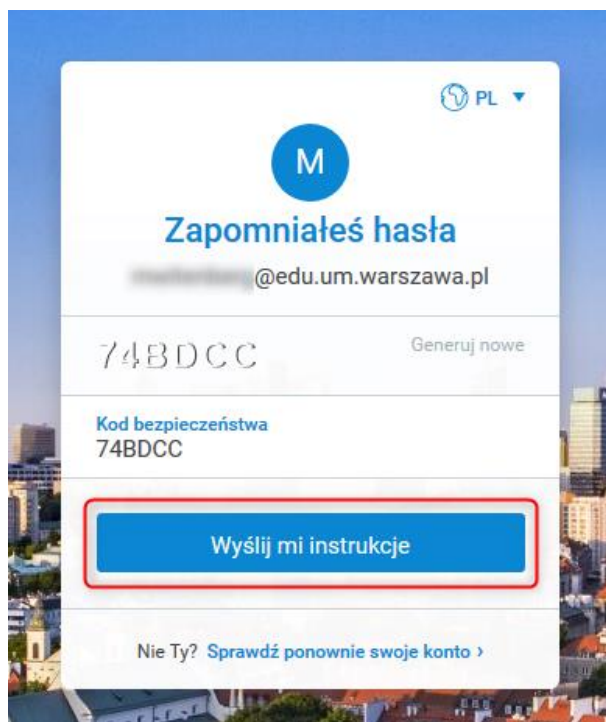 PL
M
Zapomniałeś hasła
@edu.um.warszawa.pl
74BDCC Generuj nowe
Kod bezpieczeństwa
74BDCC
Wyślij mi instrukcje
Nie Ty? Sprawdź ponownie swoje konto ›